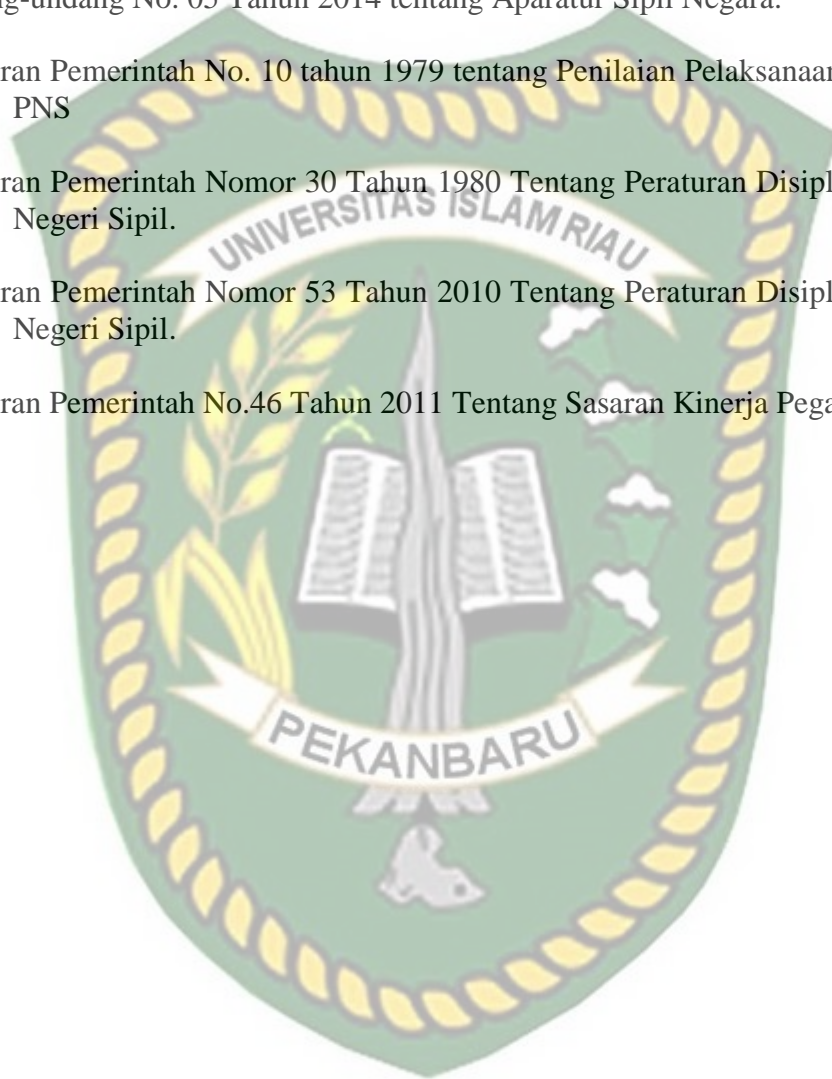 ng-undang No. 05 Tahun 2014 tentang Aparatur Sipil Negara.
ran Pemerintah No. 10 tahun 1979 tentang Penilaian Pelaksanaan
PNS
ran Pemerintah Nomor 30 Tahun 1980 Tentang Peraturan Disipl
Negeri Sipil.
UNIVERSITAS ISLAM RIAU
ran Pemerintah Nomor 53 Tahun 2010 Tentang Peraturan Disipl
Negeri Sipil.
ran Pemerintah No.46 Tahun 2011 Tentang Sasaran Kinerja Pega
PEKANBARU